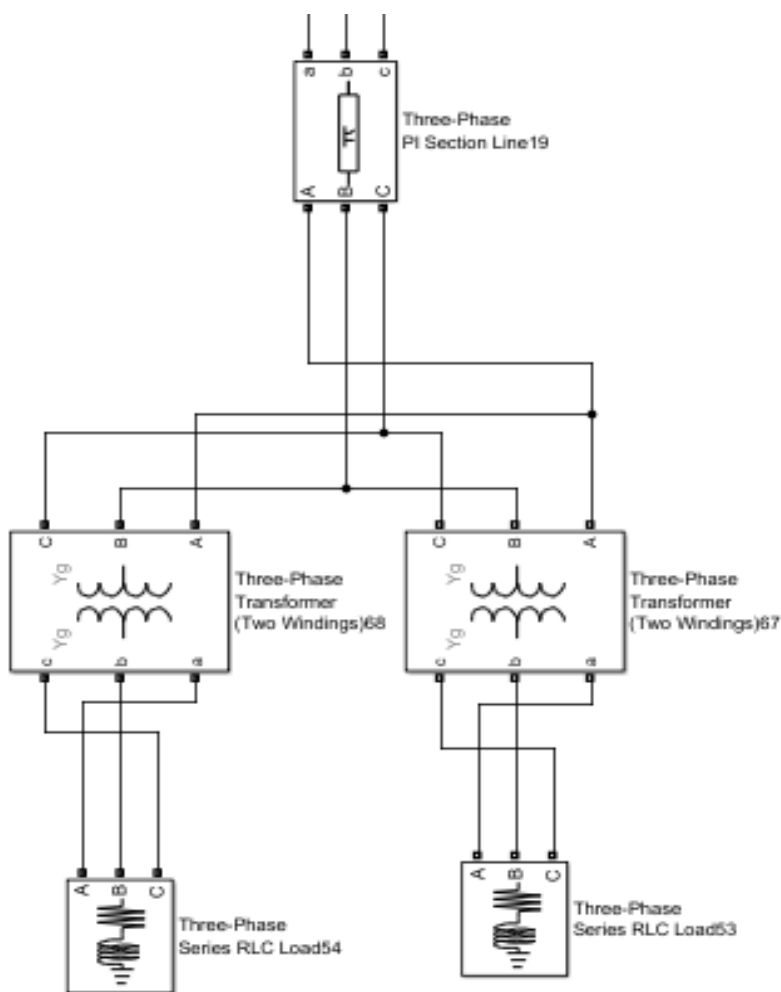 a b c
Three-Phase
PI Section Line19
A B C
C B A
C B A
Yg
Yg
Three-Phase
Transformer
(Two Windings)68
Yg
Yg
Three-Phase
Transformer
(Two Windings)67
c b a
c b a
A B C
Three-Phase
Series RLC Load54
A B C
Three-Phase
Series RLC Load53